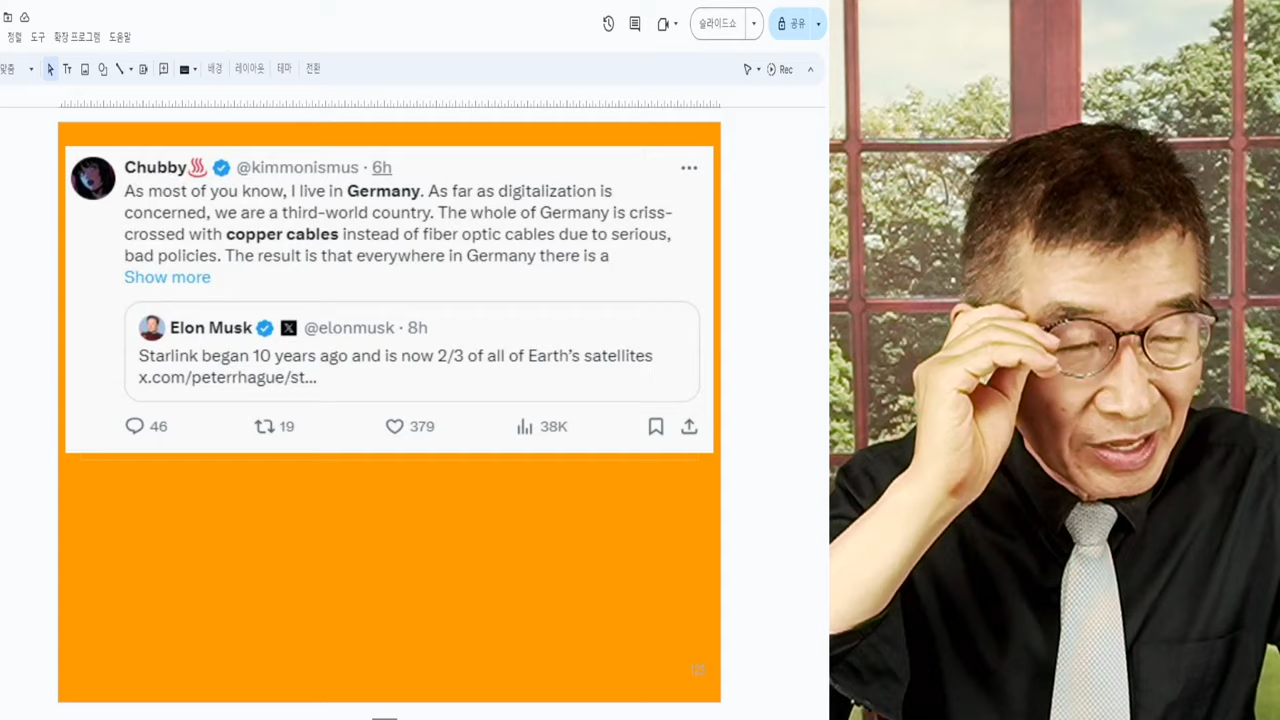 정렬 도구 확장 프로그램 도움말
슬라이드쇼
공유
맞춤
배경 레이아웃 테마 전환
Rec
Chubby♨️ @kimmonismus · 6h
As most of you know, I live in Germany. As far as digitalization is
concerned, we are a third-world country. The whole of Germany is criss-
crossed with copper cables instead of fiber optic cables due to serious,
bad policies. The result is that everywhere in Germany there is a
Show more
Elon Musk X @elonmusk · 8h
Starlink began 10 years ago and is now 2/3 of all of Earth's satellites
x.com/peterrhague/st...
46 19 379 38K